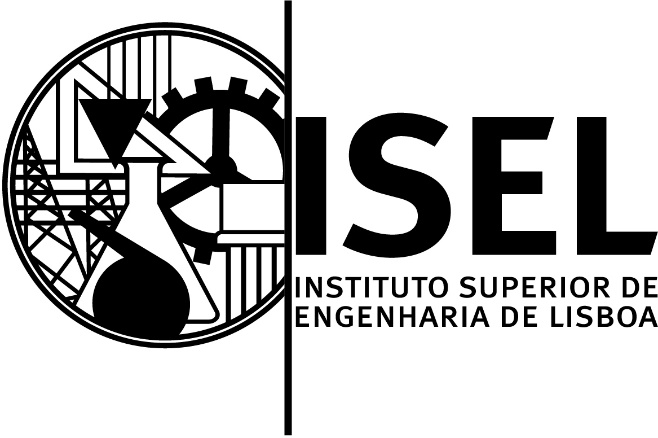 ISEL
INSTITUTO SUPERIOR DE
ENGENHARIA DE LISBOA